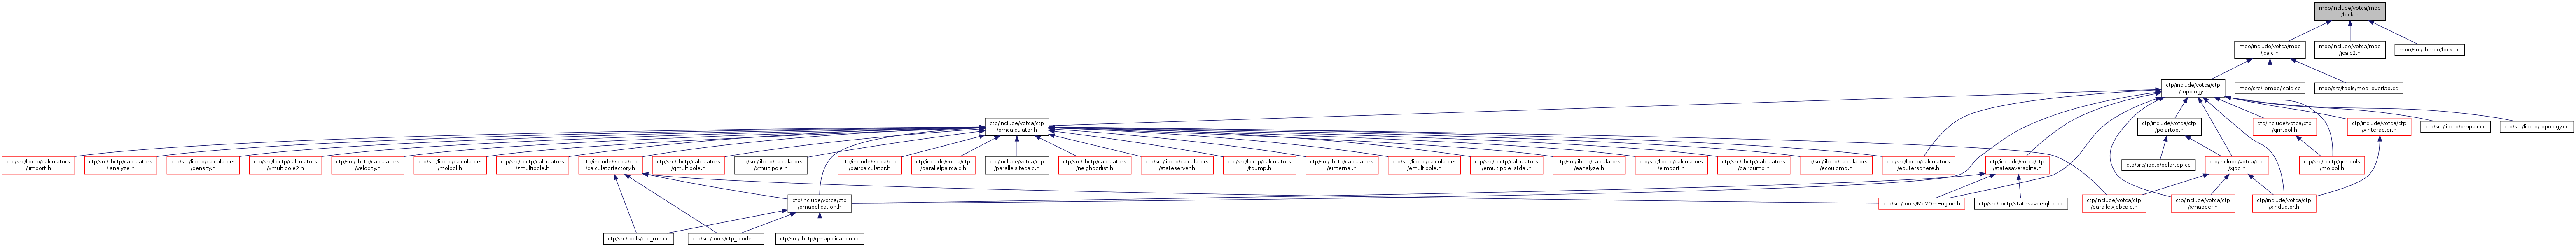 moo/include/votca/moo
/fock.h
moo/include/votca/moo
/jcalc.h
moo/include/votca/moo
/jcalc2.h
moo/src/libmoo/fock.cc
ctp/include/votca/ctp
/topology.h
moo/src/libmoo/jcalc.cc
moo/src/tools/moo_overlap.cc
ctp/include/votca/ctp
/qmcalculator.h
ctp/include/votca/ctp
/polartop.h
ctp/include/votca/ctp
/qmtool.h
ctp/include/votca/ctp
/xinteractor.h
ctp/src/libctp/qmpair.cc
ctp/src/libctp/topology.cc
ctp/src/libctp/calculators
/iimport.h
ctp/src/libctp/calculators
/ianalyze.h
ctp/src/libctp/calculators
/density.h
ctp/src/libctp/calculators
/xmultipole2.h
ctp/src/libctp/calculators
/velocity.h
ctp/src/libctp/calculators
/molpol.h
ctp/src/libctp/calculators
/zmultipole.h
ctp/include/votca/ctp
/calculatorfactory.h
ctp/src/libctp/calculators
/qmultipole.h
ctp/src/libctp/calculators
/vmultipole.h
ctp/include/votca/ctp
/paircalculator.h
ctp/include/votca/ctp
/parallelpaircalc.h
ctp/include/votca/ctp
/parallelsitecalc.h
ctp/src/libctp/calculators
/neighborlist.h
ctp/src/libctp/calculators
/stateserver.h
ctp/src/libctp/calculators
/tdump.h
ctp/src/libctp/calculators
/einternal.h
ctp/src/libctp/calculators
/emultipole.h
ctp/src/libctp/calculators
/emultipole_stdal.h
ctp/src/libctp/calculators
/eanalyze.h
ctp/src/libctp/calculators
/eimport.h
ctp/src/libctp/calculators
/pairdump.h
ctp/src/libctp/calculators
/ecoulomb.h
ctp/src/libctp/calculators
/eoutersphere.h
ctp/include/votca/ctp
/statesaversqlite.h
ctp/src/libctp/polartop.cc
ctp/include/votca/ctp
/xjob.h
ctp/src/libctp/qmtools
/molpol.h
ctp/include/votca/ctp
/qmapplication.h
ctp/src/tools/Md2QmEngine.h
ctp/src/libctp/statesaversqlite.cc
ctp/include/votca/ctp
/parallelxjobcalc.h
ctp/include/votca/ctp
/xmapper.h
ctp/include/votca/ctp
/xinductor.h
ctp/src/tools/ctp_run.cc
ctp/src/tools/ctp_diode.cc
ctp/src/libctp/qmapplication.cc